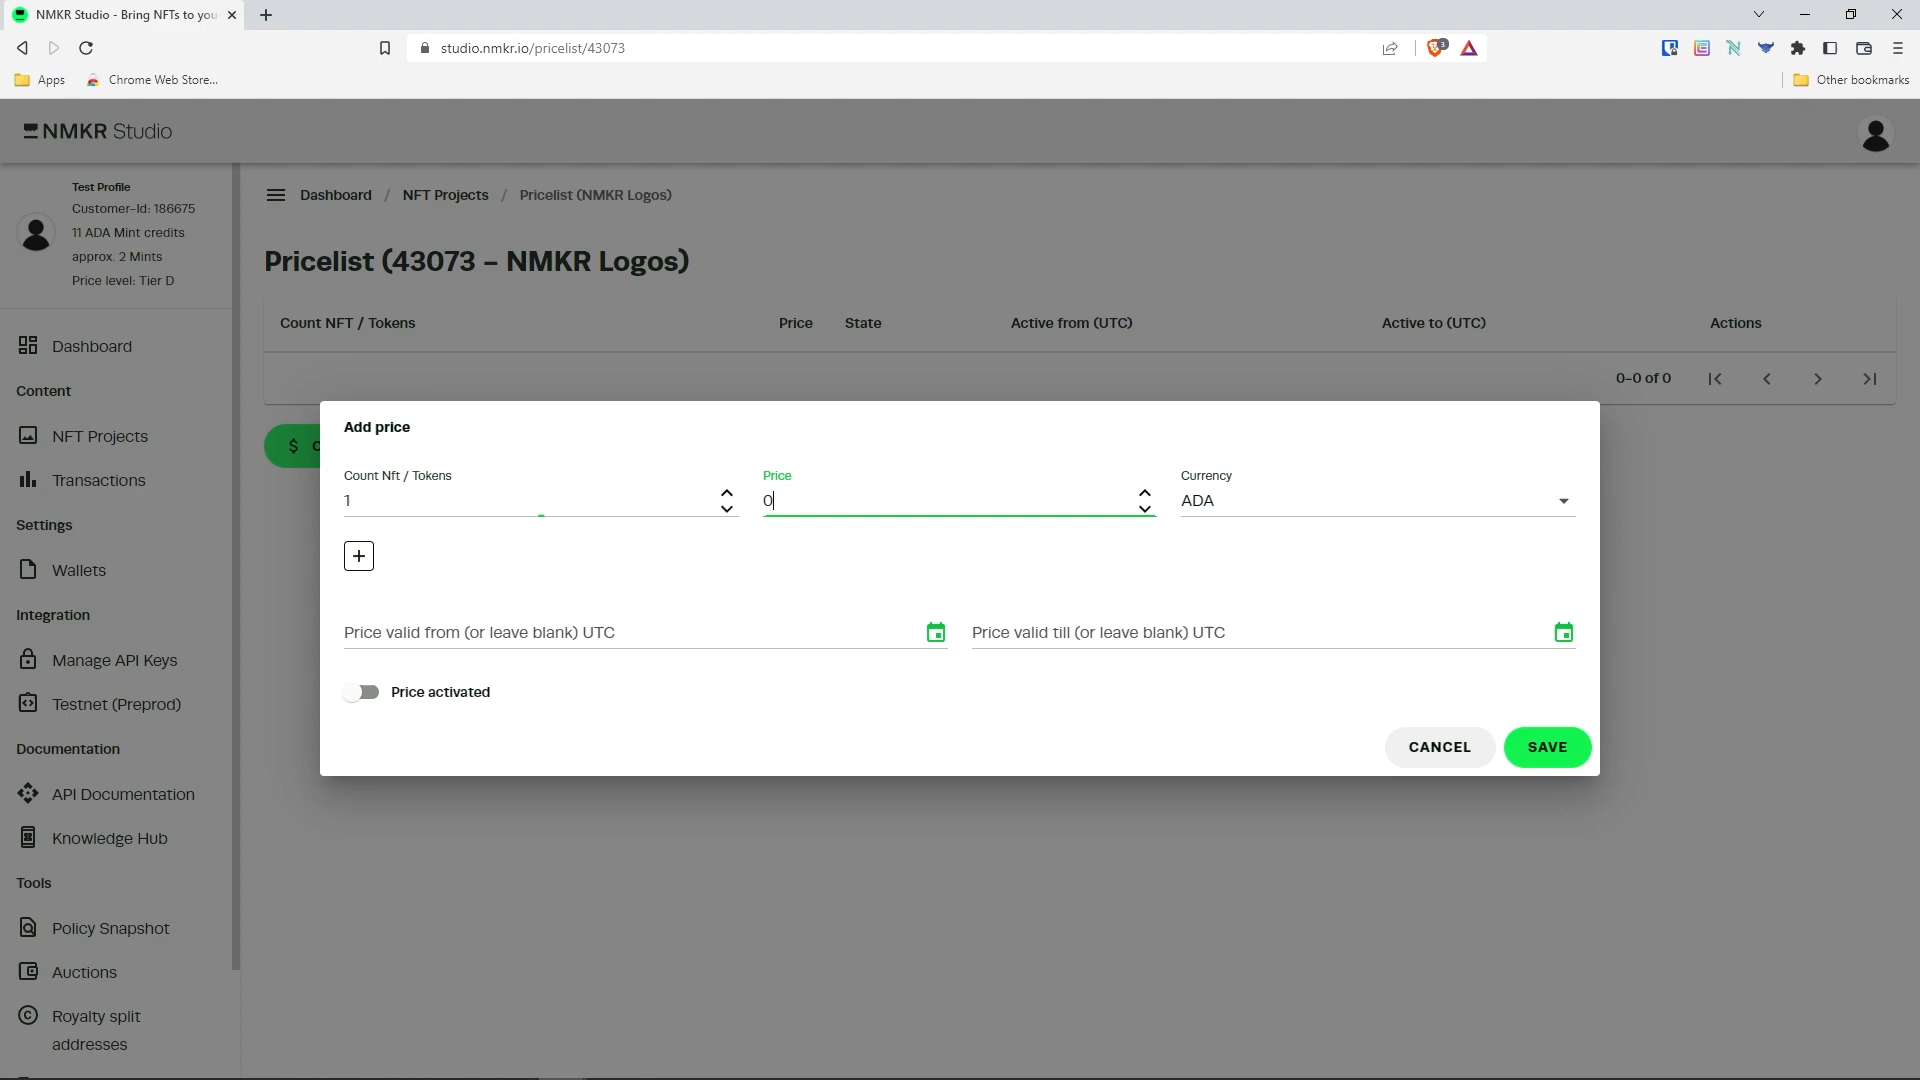 NMKR Studio - Bring NFTs to you
studio.nmkr.io/pricelist/43073
3
Apps
Chrome Web Store...
Other bookmarks
NMKR Studio
Test Profile
Customer-Id: 186675
11 ADA Mint credits
approx. 2 Mints
Price level: Tier D
Dashboard / NFT Projects / Pricelist (NMKR Logos)
Pricelist (43073 – NMKR Logos)
Count NFT / Tokens
Price
State
Active from (UTC)
Active to (UTC)
Actions
0-0 of 0
Dashboard
Content
NFT Projects
Transactions
Settings
Wallets
Integration
Manage API Keys
Testnet (Preprod)
Documentation
API Documentation
Knowledge Hub
Tools
Policy Snapshot
Auctions
Royalty split
addresses
Add price
Count Nft / Tokens
1
Price
0
Currency
ADA
+
Price valid from (or leave blank) UTC
Price valid till (or leave blank) UTC
Price activated
CANCEL
SAVE